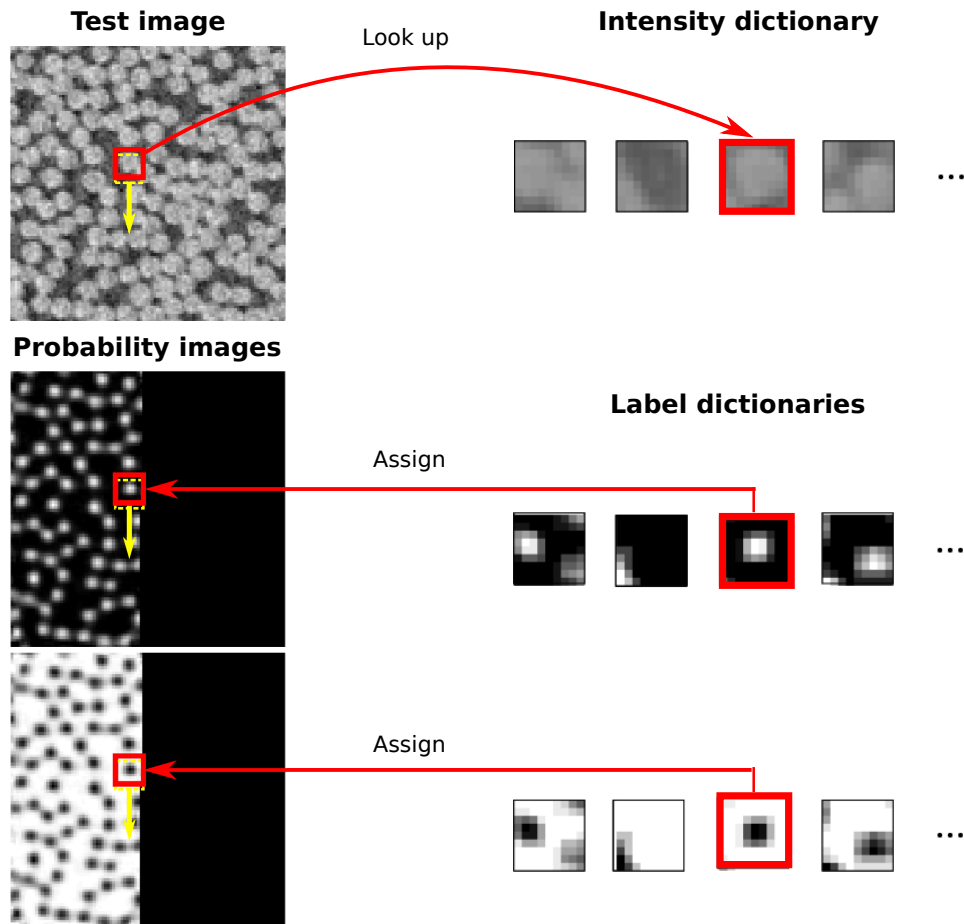 Test image
Look up
Intensity dictionary
...
Probability images
Label dictionaries
Assign
...
Assign
...